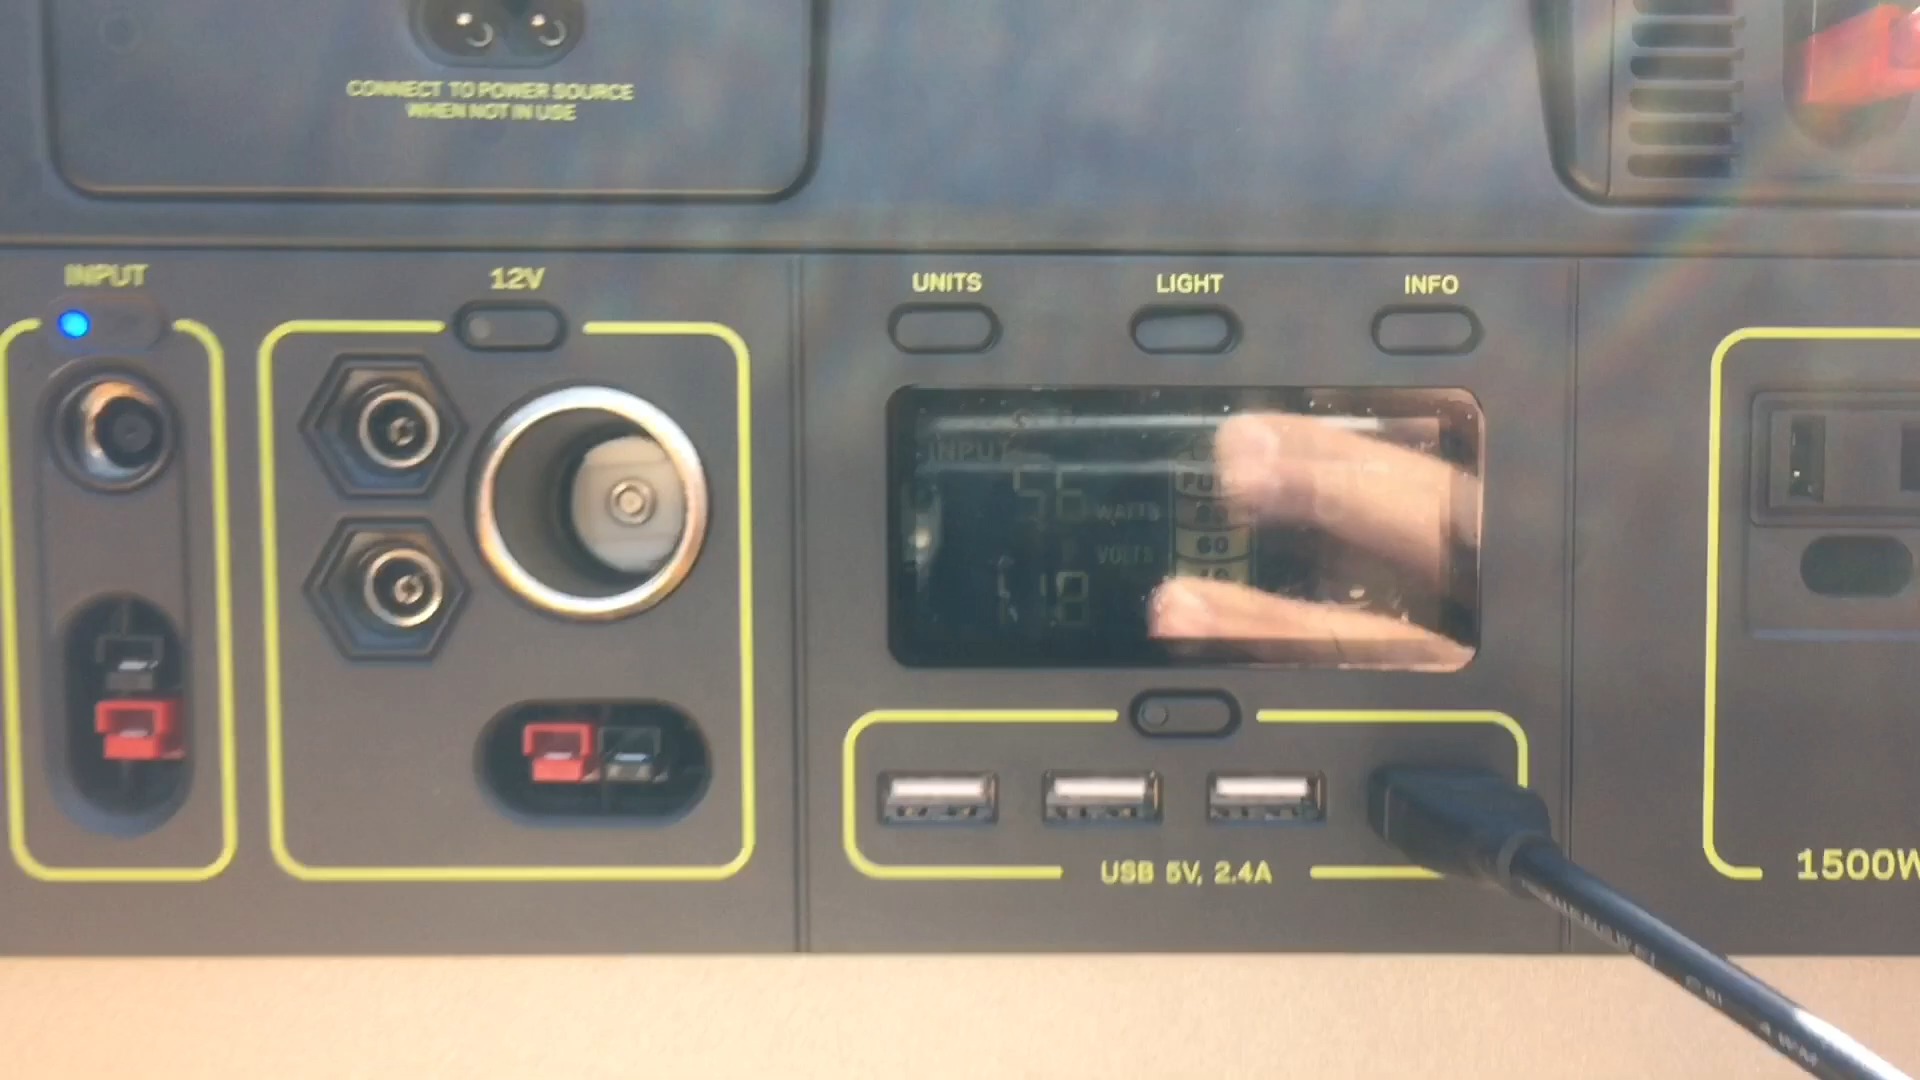 CONNECT TO POWER SOURCE
WHEN NOT IN USE
INPUT
12V
UNITS
LIGHT
INFO
INPUT
56
WATTS
VOLTS
60
USB 5V, 2.4A
1500W